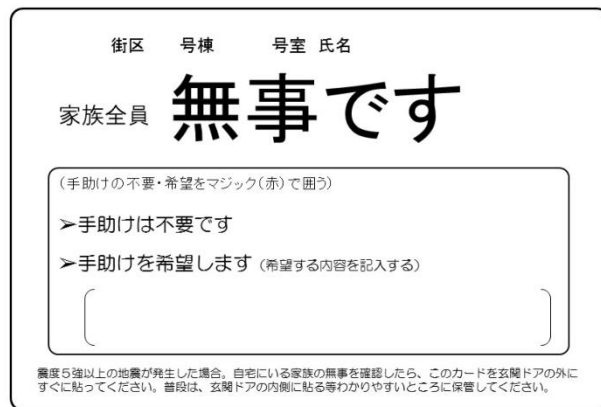 街区 号棟 号室 氏名
家族全員 無事です
(手助けの不要・希望をマジック(赤)で囲う)
➢手助けは不要です
➢手助けを希望します (希望する内容を記入する)
震度5強以上の地震が発生した場合。自宅にいる家族の無事を確認したら、このカードを玄関ドアの外に
すぐに貼ってください。普段は、玄関ドアの内側に貼る等わかりやすいところに保管してください。